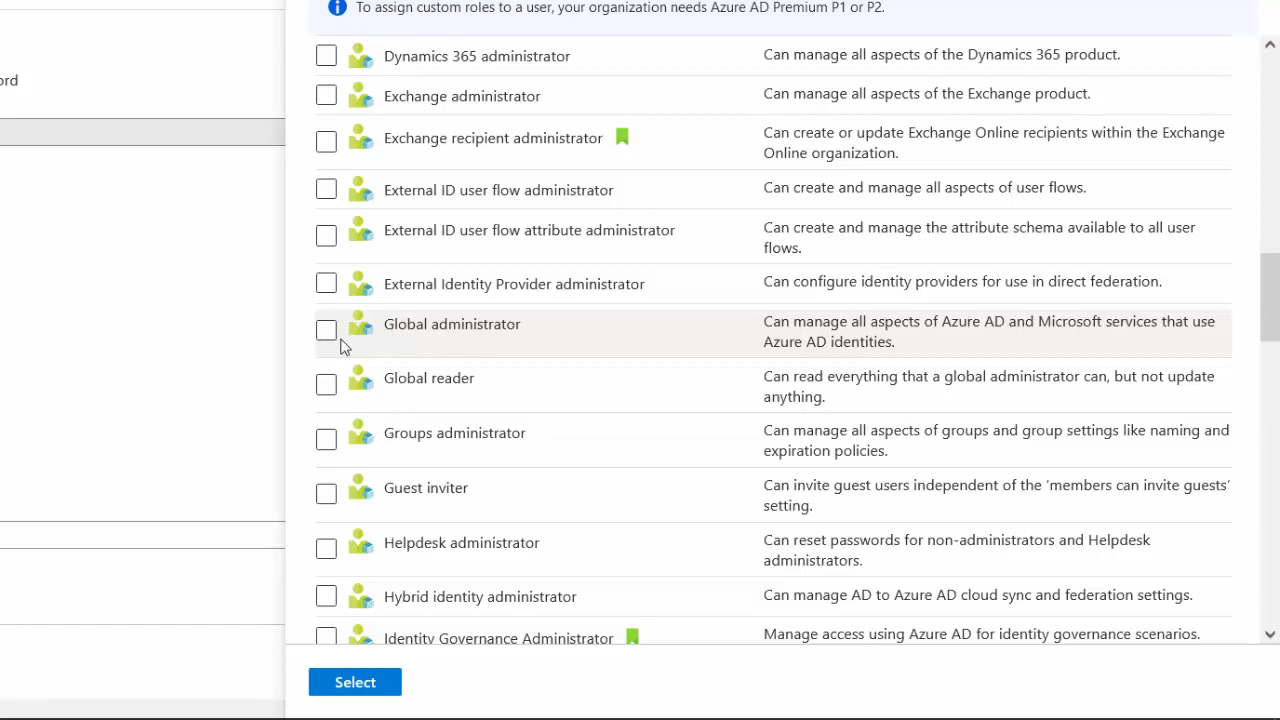 To assign custom roles to a user, your organization needs Azure AD Premium P1 or P2.
ord
Dynamics 365 administrator
Can manage all aspects of the Dynamics 365 product.
Exchange administrator
Can manage all aspects of the Exchange product.
Exchange recipient administrator
Can create or update Exchange Online recipients within the Exchange
Online organization.
External ID user flow administrator
Can create and manage all aspects of user flows.
External ID user flow attribute administrator
Can create and manage the attribute schema available to all user
flows.
External Identity Provider administrator
Can configure identity providers for use in direct federation.
Global administrator
Can manage all aspects of Azure AD and Microsoft services that use
Azure AD identities.
Global reader
Can read everything that a global administrator can, but not update
anything.
Groups administrator
Can manage all aspects of groups and group settings like naming and
expiration policies.
Guest inviter
Can invite guest users independent of the ‘members can invite guests’
setting.
Helpdesk administrator
Can reset passwords for non-administrators and Helpdesk
administrators.
Hybrid identity administrator
Can manage AD to Azure AD cloud sync and federation settings.
Identity Governance Administrator
Manage access using Azure AD for identity governance scenarios.
Select